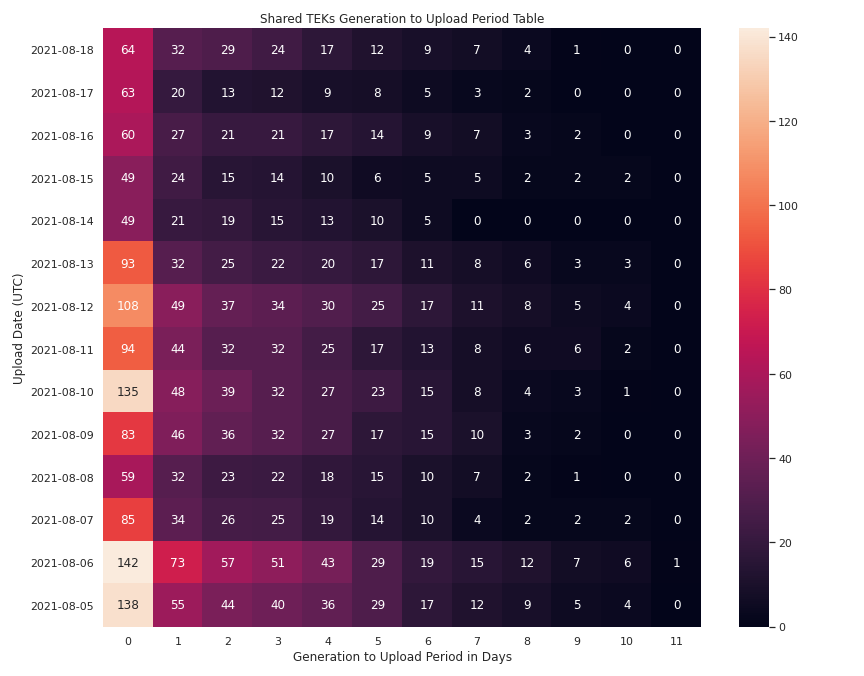 Shared TEKs Generation to Upload Period Table
Upload Date (UTC)
2021-08-18 64 32 29 24 17 12 9 7 4 1 0 0
2021-08-17 63 20 13 12 9 8 5 3 2 0 0 0
2021-08-16 60 27 21 21 17 14 9 7 3 2 0 0
2021-08-15 49 24 15 14 10 6 5 5 2 2 2 0
2021-08-14 49 21 19 15 13 10 5 0 0 0 0 0
2021-08-13 93 32 25 22 20 17 11 8 6 3 3 0
2021-08-12 108 49 37 34 30 25 17 11 8 5 4 0
2021-08-11 94 44 32 32 25 17 13 8 6 6 2 0
2021-08-10 135 48 39 32 27 23 15 8 4 3 1 0
2021-08-09 83 46 36 32 27 17 15 10 3 2 0 0
2021-08-08 59 32 23 22 18 15 10 7 2 1 0 0
2021-08-07 85 34 26 25 19 14 10 4 2 2 2 0
2021-08-06 142 73 57 51 43 29 19 15 12 7 6 1
2021-08-05 138 55 44 40 36 29 17 12 9 5 4 0
0 1 2 3 4 5 6 7 8 9 10 11
Generation to Upload Period in Days
140
120
100
80
60
40
20
0